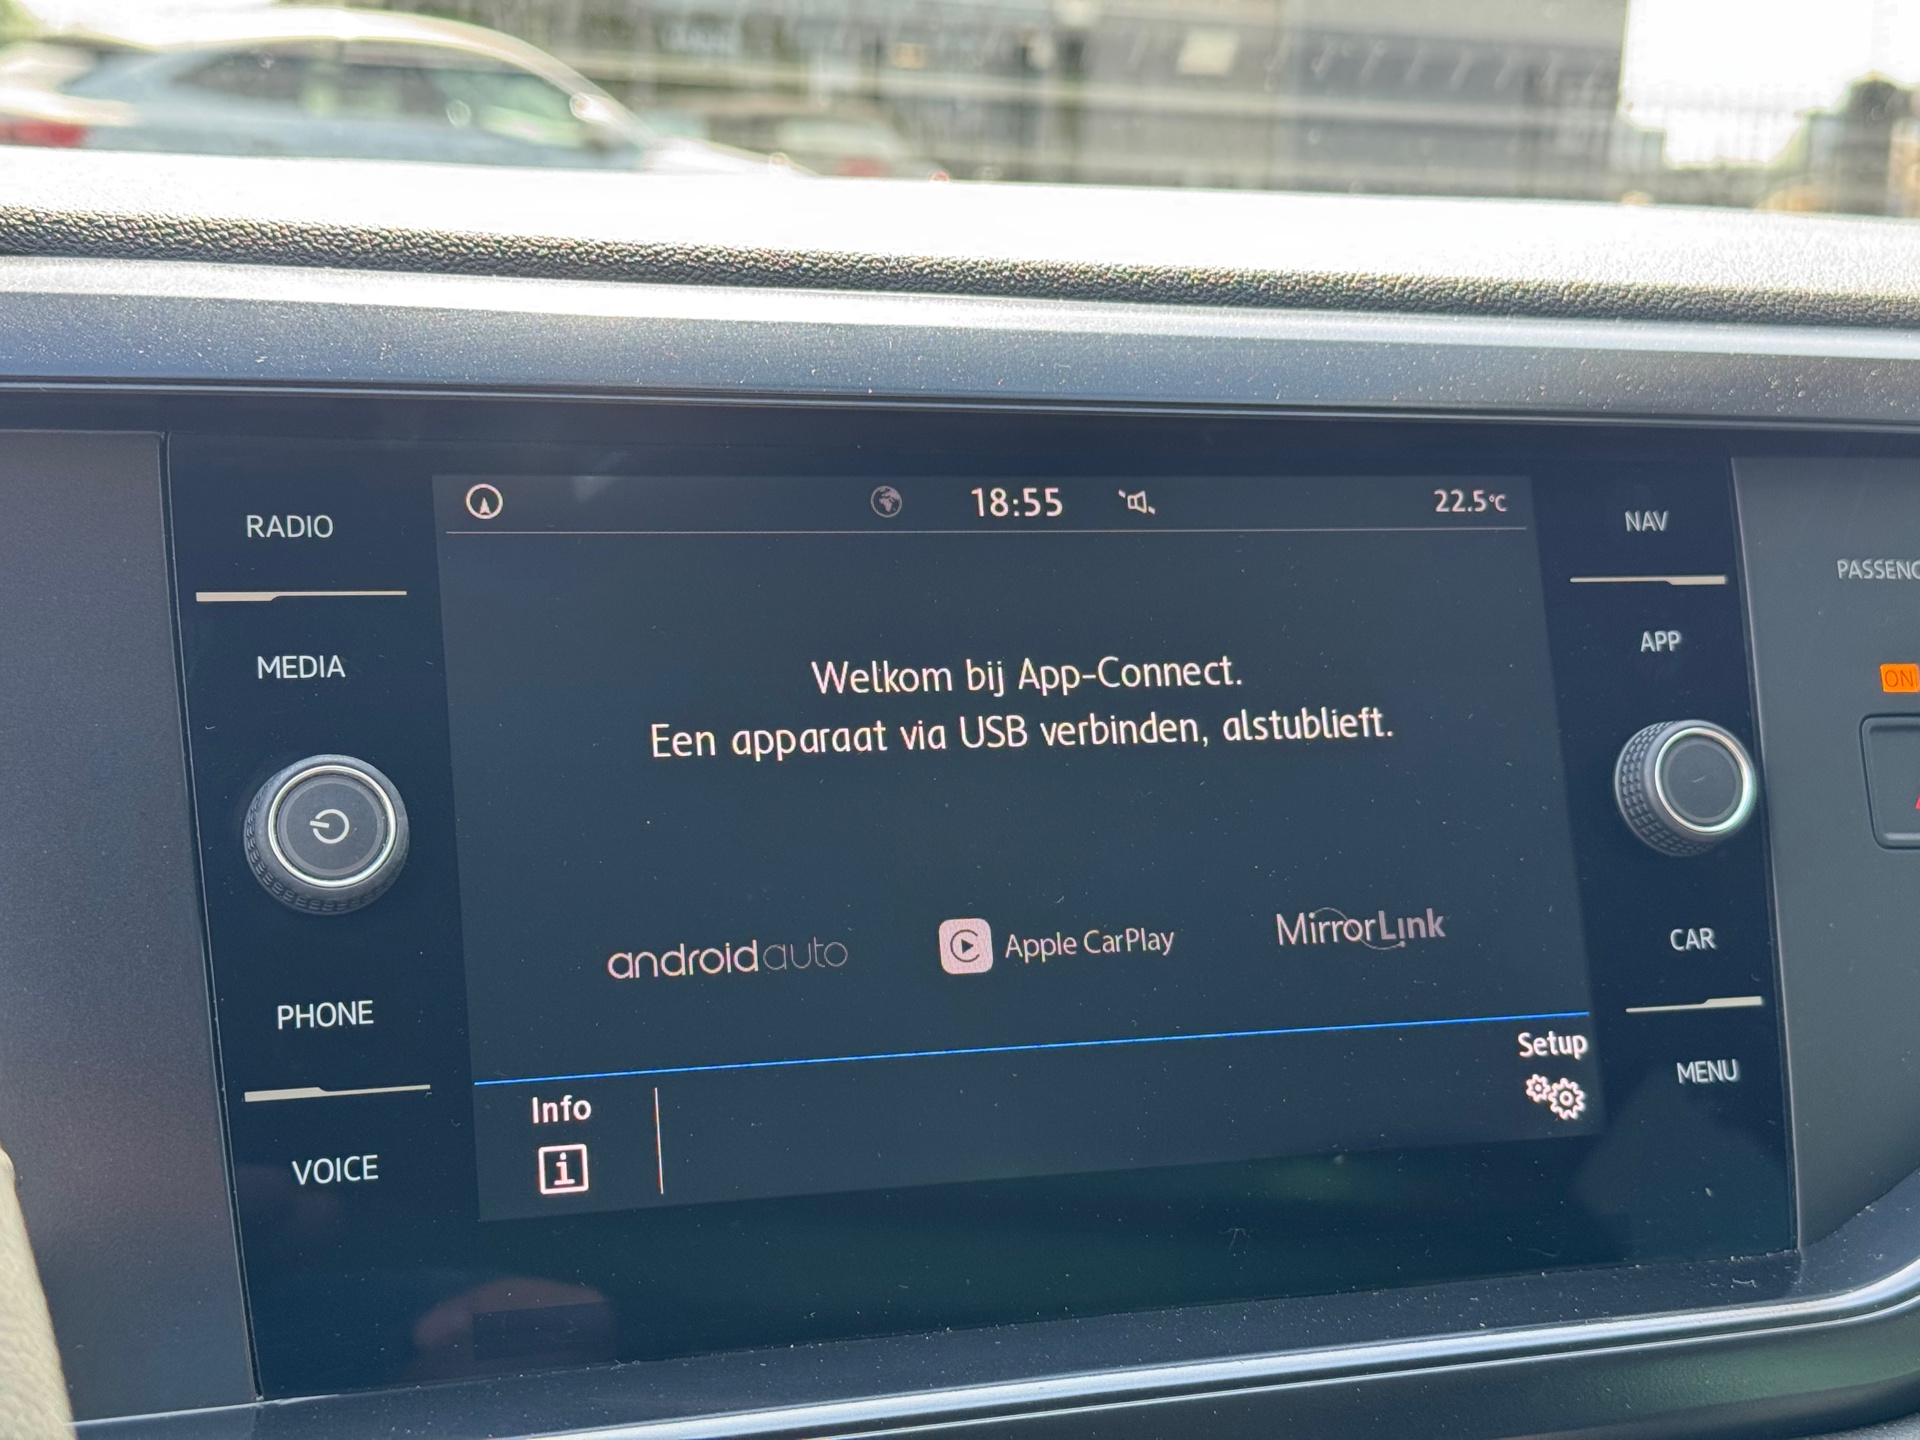 RADIO
MEDIA
PHONE
VOICE
18:55
22.5°C
Welkom bij App-Connect.
Een apparaat via USB verbinden, alstublieft.
androidauto
Apple CarPlay
MirrorLink
Setup
Info
i
NAV
APP
CAR
MENU
ON